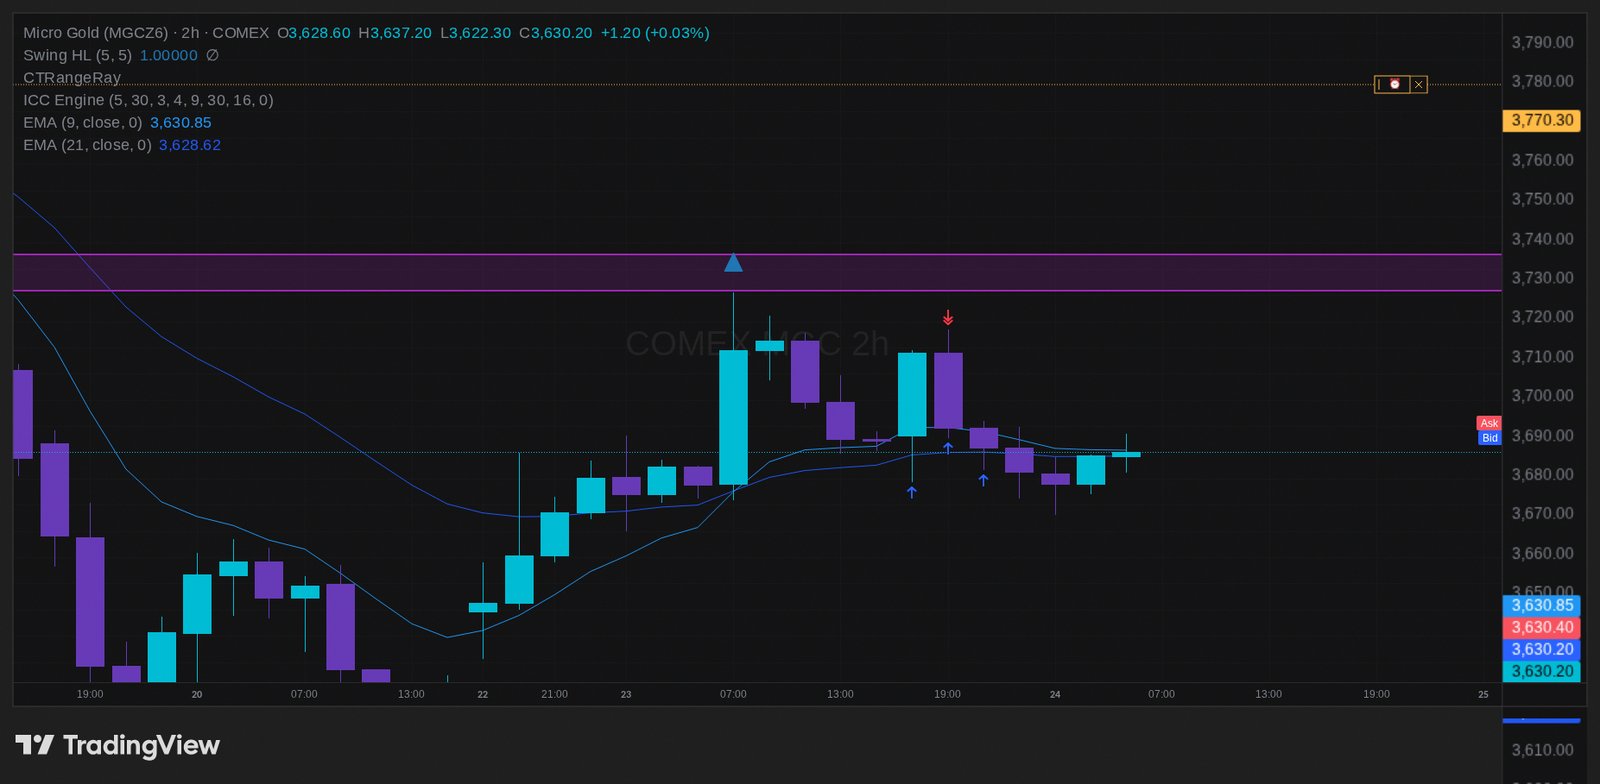 Micro Gold (MGCZ6) · 2h · COMEX O3,628.60 H3,637.20 L3,622.30 C3,630.20 +1.20 (+0.03%)
Swing HL (5, 5) 1.00000 ∅
CTRangeRay
ICC Engine (5, 30, 3, 4, 9, 30, 16, 0)
EMA (9, close, 0) 3,630.85
EMA (21, close, 0) 3,628.62
COMEX MGC 2h
3,790.00
3,780.00
3,770.30
3,760.00
3,750.00
3,740.00
3,730.00
3,720.00
3,710.00
3,700.00
Ask
Bid
3,690.00
3,680.00
3,670.00
3,660.00
3,650.00
3,630.85
3,630.40
3,630.20
3,630.20
19:00 20 07:00 13:00 22 21:00 23 07:00 13:00 19:00 24 07:00 13:00 19:00 25
TradingView
3,610.00